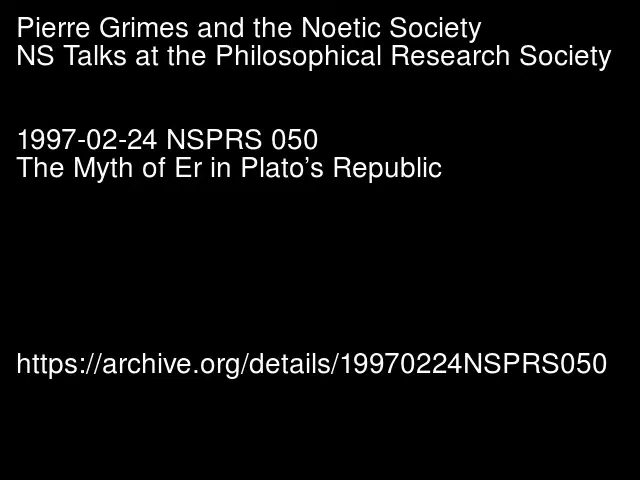 Pierre Grimes and the Noetic Society
NS Talks at the Philosophical Research Society
1997-02-24 NSPRS 050
The Myth of Er in Plato’s Republic
https://archive.org/details/19970224NSPRS050